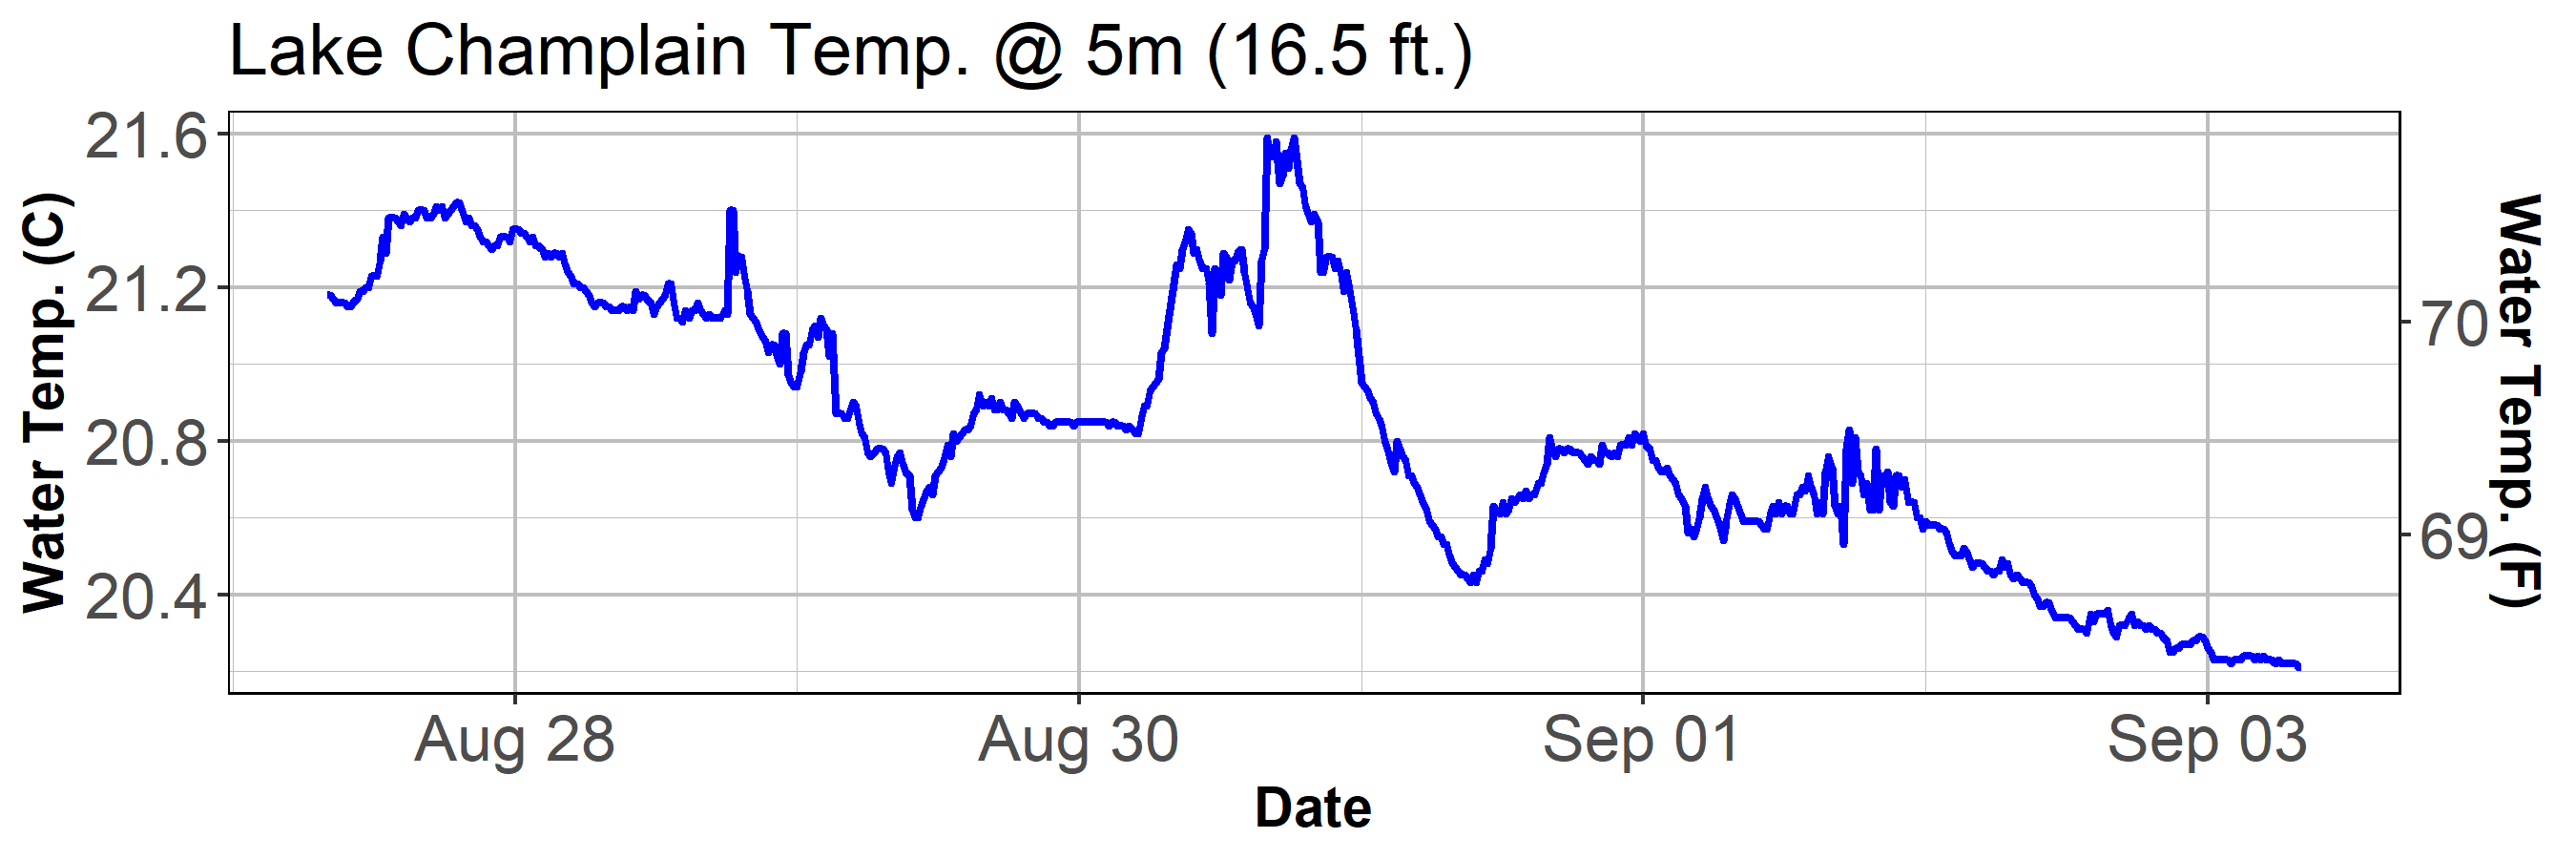 Lake Champlain Temp. @ 5m (16.5 ft.)
Water Temp. (C)
21.6
21.2
20.8
20.4
70
69
Water Temp. (F)
Aug 28
Aug 30
Sep 01
Sep 03
Date